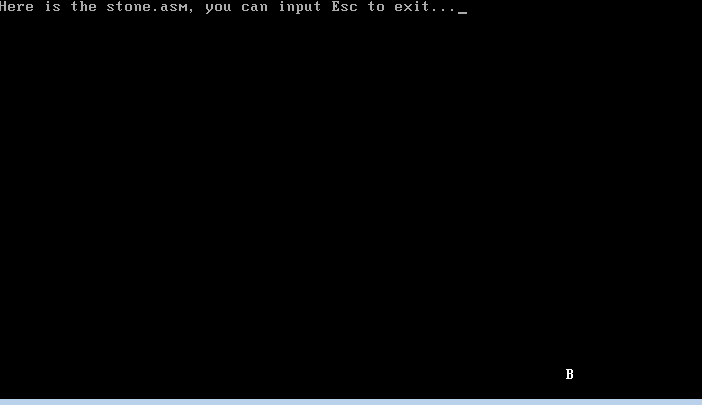 Here is the stone.asm, you can input Esc to exit..._
B